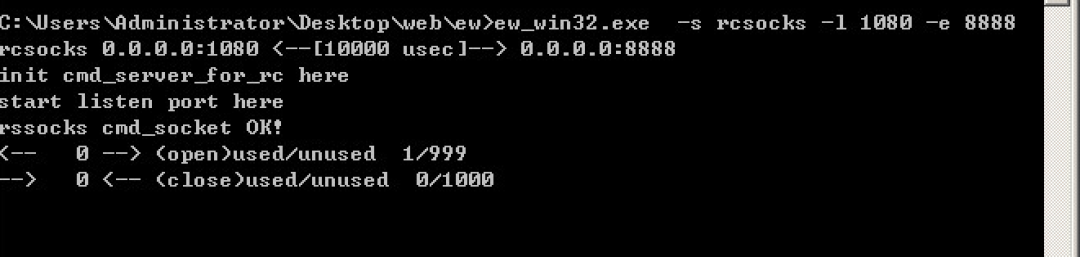 C:\Users\Administrator\Desktop\web\ew>ew_win32.exe  -s rcsocks -l 1080 -e 8888
rcsocks 0.0.0.0:1080 <--[10000 usec]--> 0.0.0.0:8888
init cmd_server_for_rc here
start listen port here
rssocks cmd_socket OK!
<--   0 --> (open)used/unused  1/999
-->   0 <-- (close)used/unused  0/1000